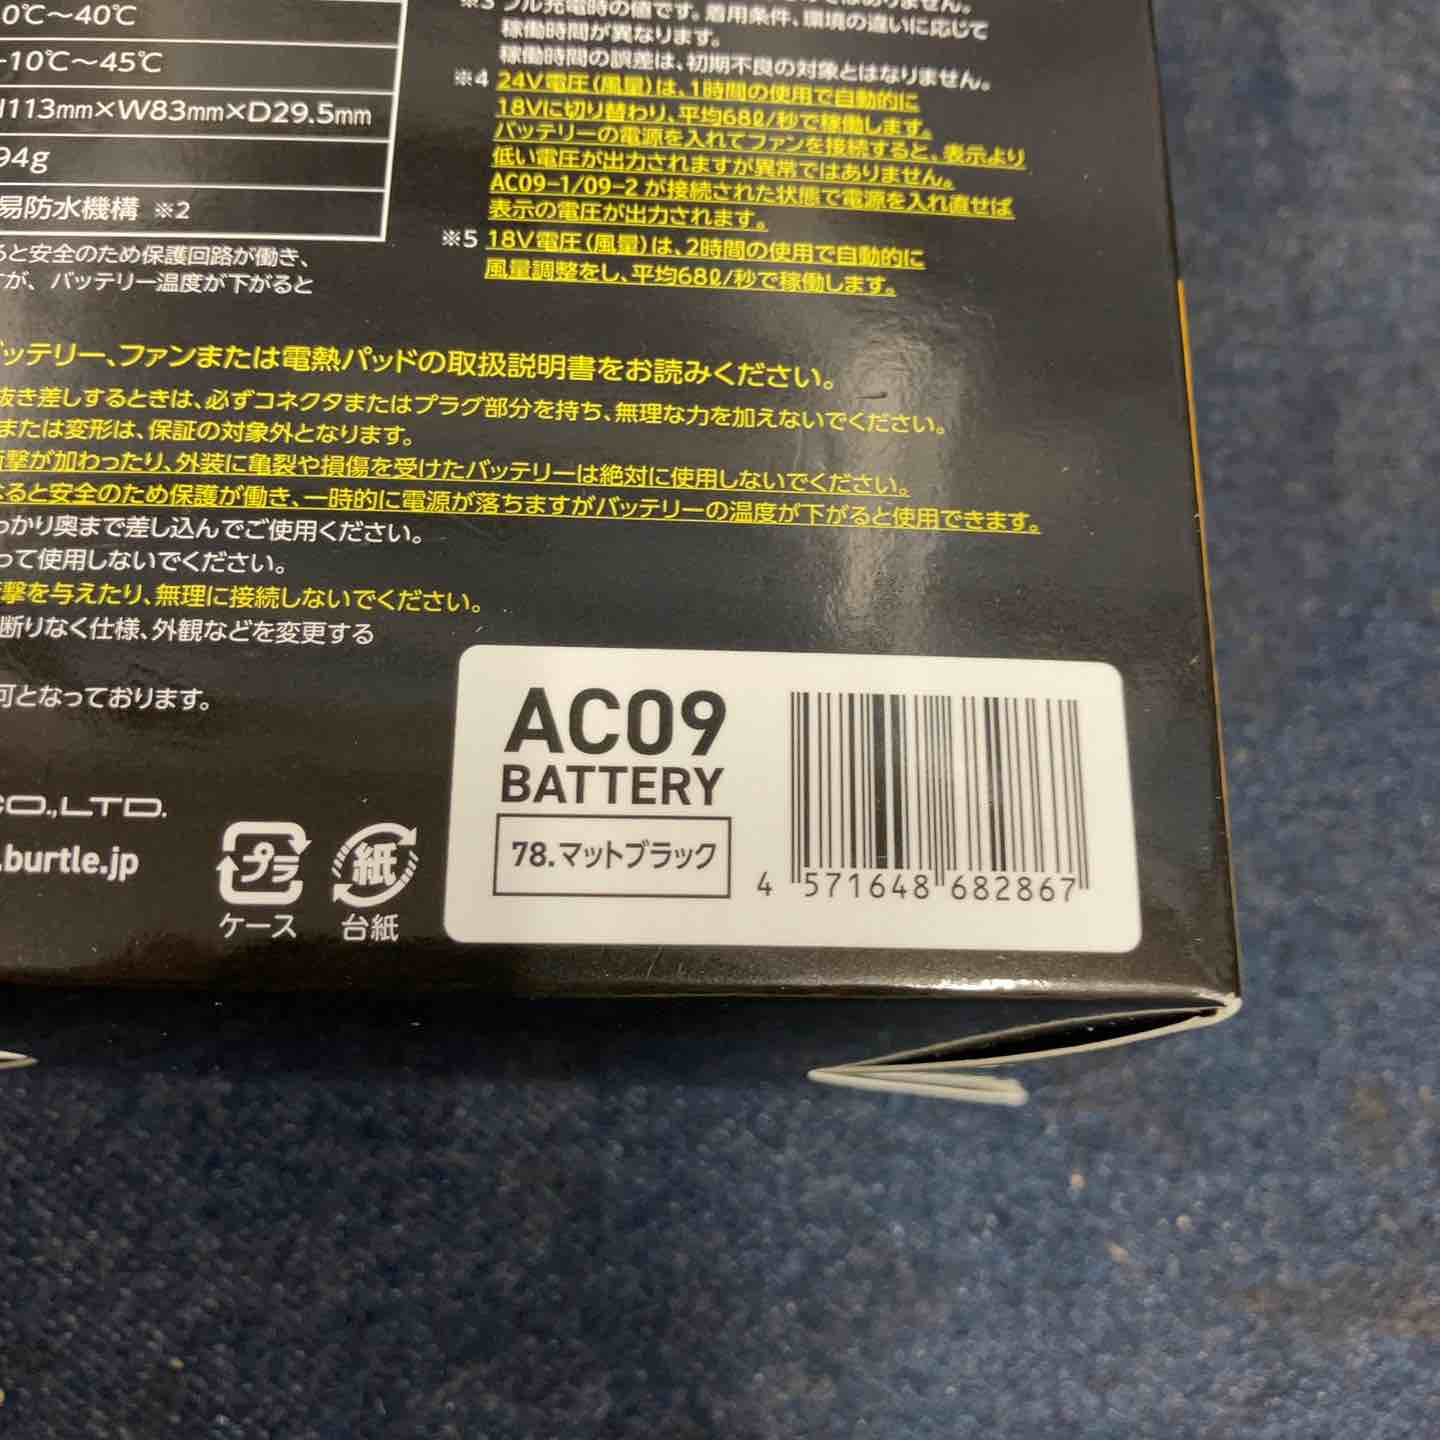 0℃～40℃
-10℃～45℃
H113mm×W83mm×D29.5mm
94g
易防水機構 ※2
ると安全のため保護回路が働き、
すが、バッテリー温度が下がると
※3 フル充電時の値です。着用条件、環境の違いに応じて
稼働時間が異なります。
稼働時間の誤差は、初期不良の対象とはなりません。
※4 24V電圧(風量)は、1時間の使用で自動的に
18Vに切り替わり、平均68ℓ/秒で稼働します。
バッテリーの電源を入れてファンを接続すると、表示より
低い電圧が出力されますが異常ではありません。
AC09-1/09-2 が接続された状態で電源を入れ直せば
表示の電圧が出力されます。
※5 18V電圧(風量)は、2時間の使用で自動的に
風量調整をし、平均68ℓ/秒で稼働します。
バッテリー、ファンまたは電熱パッドの取扱説明書をお読みください。
抜き差しするときは、必ずコネクタまたはプラグ部分を持ち、無理な力を加えないでください。
または変形は、保証の対象外となります。
衝撃が加わったり、外装に亀裂や損傷を受けたバッテリーは絶対に使用しないでください。
なると安全のため保護が働き、一時的に電源が落ちますがバッテリーの温度が下がると使用できます。
っかり奥まで差し込んでご使用ください。
って使用しないでください。
撃を与えたり、無理に接続しないでください。
断りなく仕様、外観などを変更する
可となっております。
CO.,LTD.
.burtle.jp
プラ
ケース
紙
台紙
AC09
BATTERY
78.マットブラック
4 571648 682867